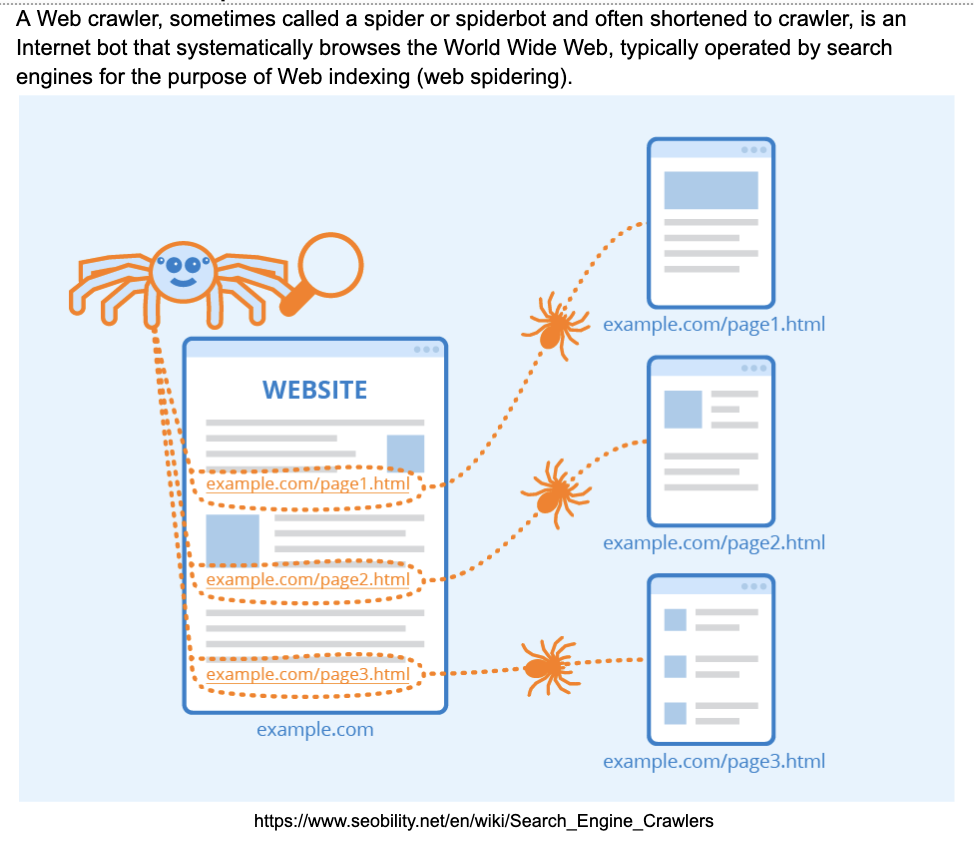 A Web crawler, sometimes called a spider or spiderbot and often shortened to crawler, is an
Internet bot that systematically browses the World Wide Web, typically operated by search
engines for the purpose of Web indexing (web spidering).
example.com/page1.html
WEBSITE
example.com/page1.html
example.com/page2.html
example.com/page2.html
example.com/page3.html
example.com
example.com/page3.html
https://www.seobility.net/en/wiki/Search_Engine_Crawlers